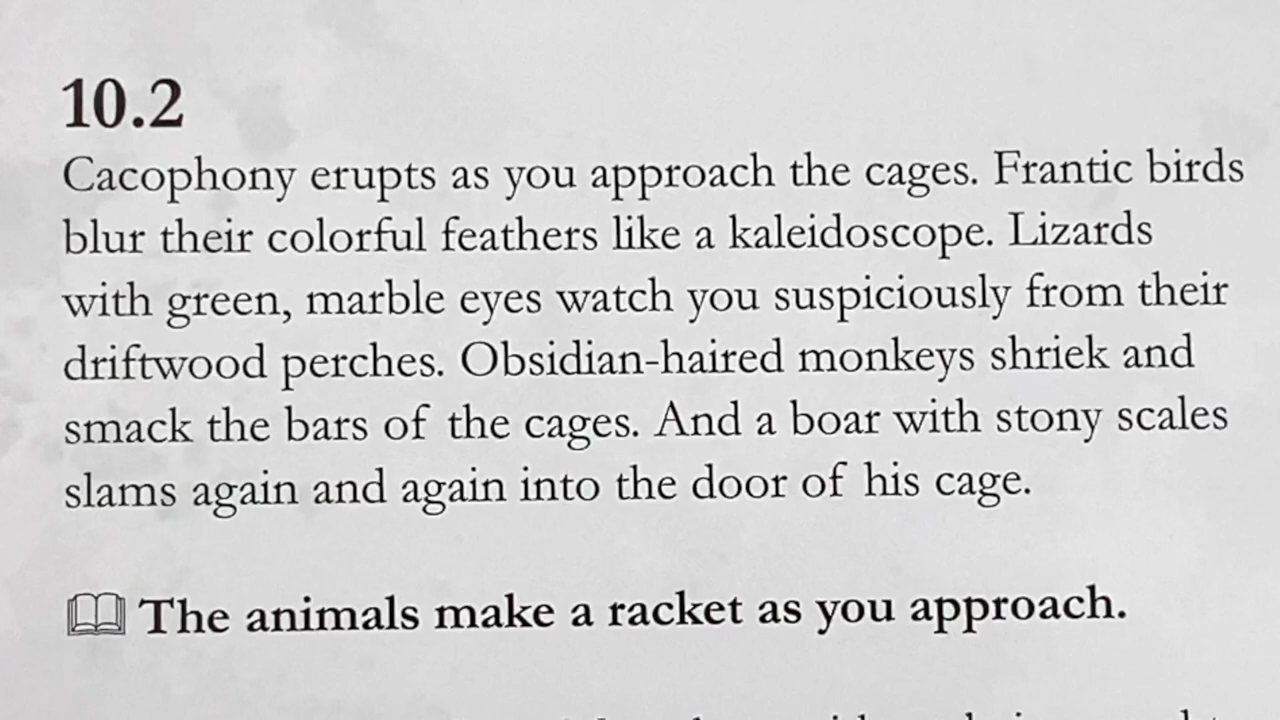 10.2
Cacophony erupts as you approach the cages. Frantic birds
blur their colorful feathers like a kaleidoscope. Lizards
with green, marble eyes watch you suspiciously from their
driftwood perches. Obsidian-haired monkeys shriek and
smack the bars of the cages. And a boar with stony scales
slams again and again into the door of his cage.
The animals make a racket as you approach.